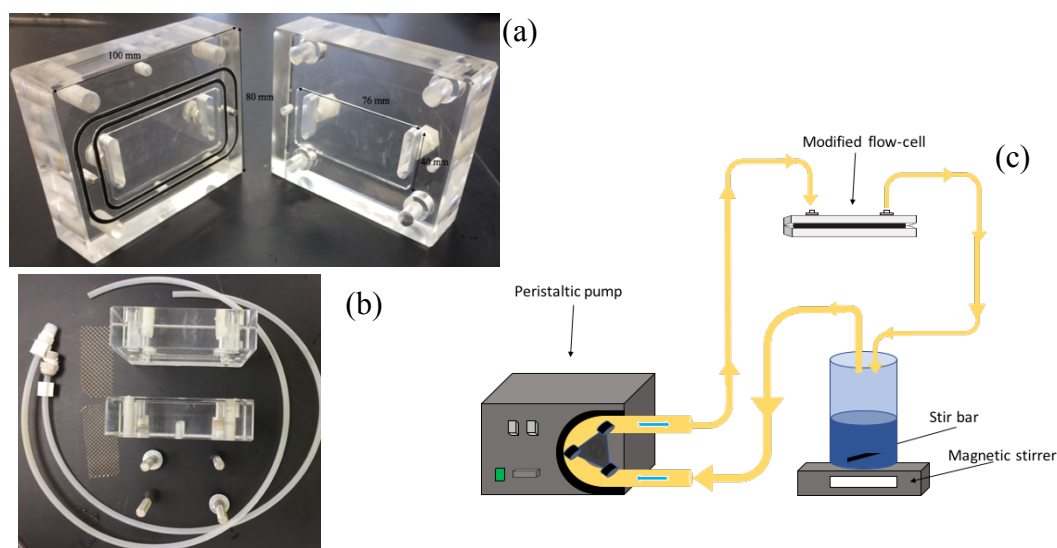 (a)
100 mm
80 mm
76 mm
40 mm
(b)
(c)
Modified flow-cell
Peristaltic pump
Stir bar
Magnetic stirrer